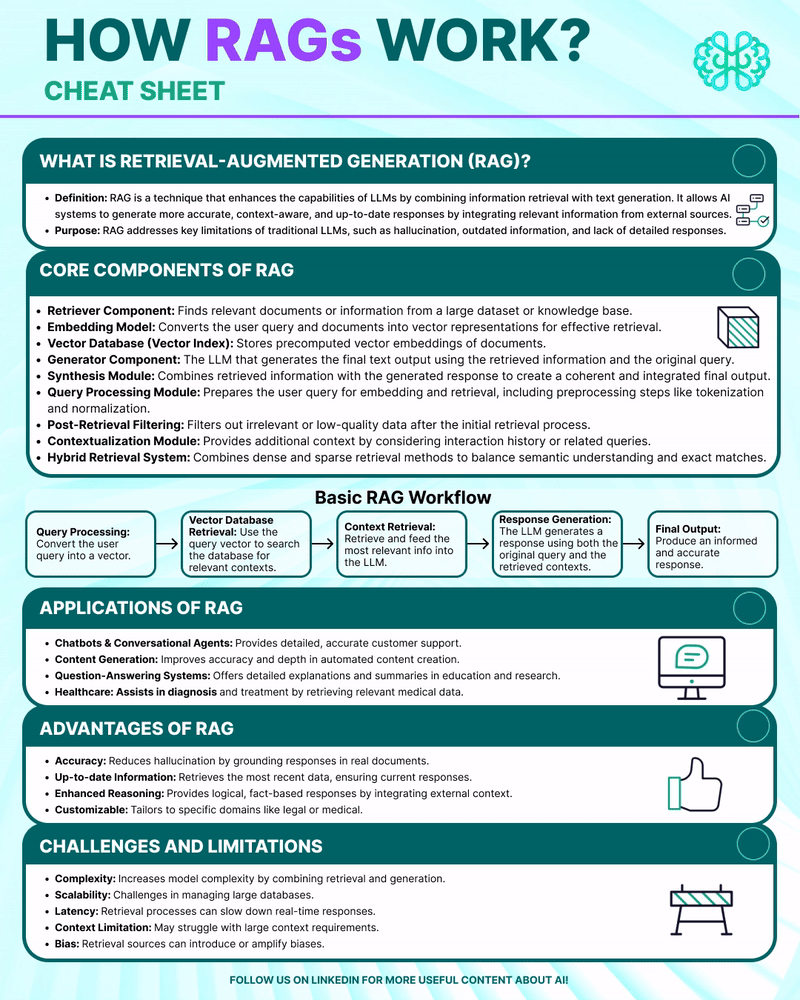 HOW RAGs WORK?
CHEAT SHEET
WHAT IS RETRIEVAL-AUGMENTED GENERATION (RAG)?
• Definition: RAG is a technique that enhances the capabilities of LLMs by combining information retrieval with text generation. It allows AI
systems to generate more accurate, context-aware, and up-to-date responses by integrating relevant information from external sources.
• Purpose: RAG addresses key limitations of traditional LLMs, such as hallucination, outdated information, and lack of detailed responses.
CORE COMPONENTS OF RAG
• Retriever Component: Finds relevant documents or information from a large dataset or knowledge base.
• Embedding Model: Converts the user query and documents into vector representations for effective retrieval.
• Vector Database (Vector Index): Stores precomputed vector embeddings of documents.
• Generator Component: The LLM that generates the final text output using the retrieved information and the original query.
• Synthesis Module: Combines retrieved information with the generated response to create a coherent and integrated final output.
• Query Processing Module: Prepares the user query for embedding and retrieval, including preprocessing steps like tokenization
and normalization.
• Post-Retrieval Filtering: Filters out irrelevant or low-quality data after the initial retrieval process.
• Contextualization Module: Provides additional context by considering interaction history or related queries.
• Hybrid Retrieval System: Combines dense and sparse retrieval methods to balance semantic understanding and exact matches.
Basic RAG Workflow
Query Processing:
Convert the user
query into a vector.
Vector Database
Retrieval: Use the
query vector to search
the database for
relevant contexts.
Context Retrieval:
Retrieve and feed the
most relevant info into
the LLM.
Response Generation:
The LLM generates a
response using both the
original query and the
retrieved contexts.
Final Output:
Produce an informed
and accurate
response.
APPLICATIONS OF RAG
• Chatbots & Conversational Agents: Provides detailed, accurate customer support.
• Content Generation: Improves accuracy and depth in automated content creation.
• Question-Answering Systems: Offers detailed explanations and summaries in education and research.
• Healthcare: Assists in diagnosis and treatment by retrieving relevant medical data.
ADVANTAGES OF RAG
• Accuracy: Reduces hallucination by grounding responses in real documents.
• Up-to-date Information: Retrieves the most recent data, ensuring current responses.
• Enhanced Reasoning: Provides logical, fact-based responses by integrating external context.
• Customizable: Tailors to specific domains like legal or medical.
CHALLENGES AND LIMITATIONS
• Complexity: Increases model complexity by combining retrieval and generation.
• Scalability: Challenges in managing large databases.
• Latency: Retrieval processes can slow down real-time responses.
• Context Limitation: May struggle with large context requirements.
• Bias: Retrieval sources can introduce or amplify biases.
FOLLOW US ON LINKEDIN FOR MORE USEFUL CONTENT ABOUT AI!